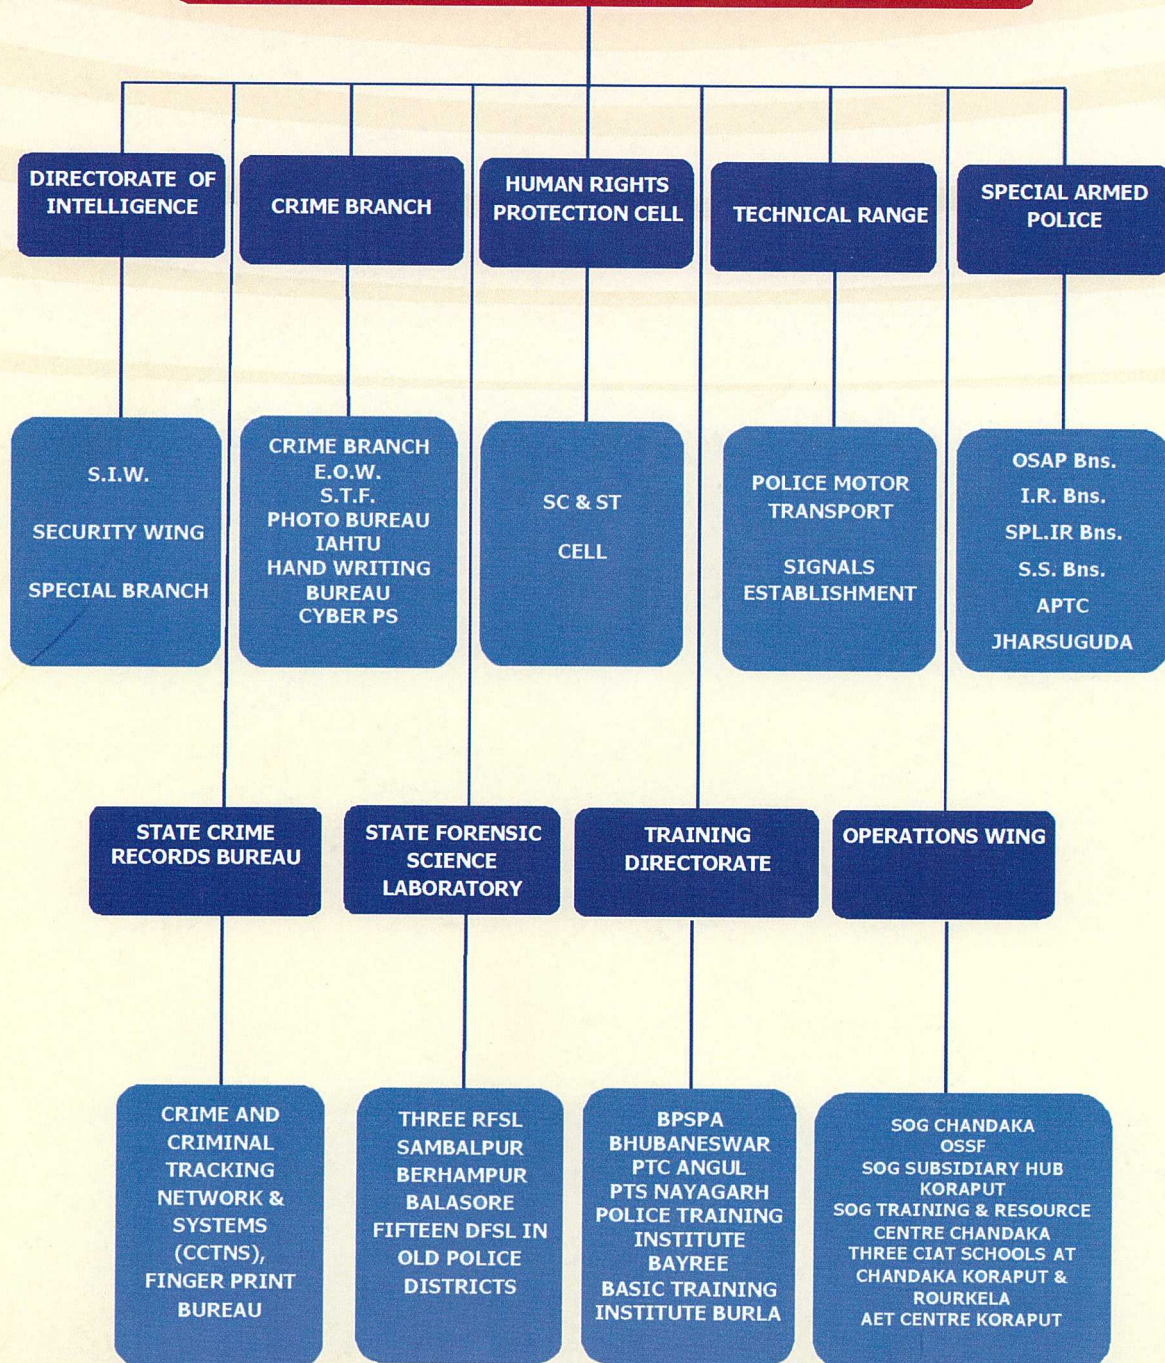 DIRECTORATE OF
INTELLIGENCE
CRIME BRANCH
HUMAN RIGHTS
PROTECTION CELL
TECHNICAL RANGE
SPECIAL ARMED
POLICE
S.I.W.
SECURITY WING
SPECIAL BRANCH
CRIME BRANCH
E.O.W.
S.T.F.
PHOTO BUREAU
IAHTU
HAND WRITING
BUREAU
CYBER PS
SC & ST
CELL
POLICE MOTOR
TRANSPORT
SIGNALS
ESTABLISHMENT
OSAP Bns.
I.R. Bns.
SPL.IR Bns.
S.S. Bns.
APTC
JHARSUGUDA
STATE CRIME
RECORDS BUREAU
STATE FORENSIC
SCIENCE
LABORATORY
TRAINING
DIRECTORATE
OPERATIONS WING
CRIME AND
CRIMINAL
TRACKING
NETWORK &
SYSTEMS
(CCTNS),
FINGER PRINT
BUREAU
THREE RFSL
SAMBALPUR
BERHAMPUR
BALASORE
FIFTEEN DFSL IN
OLD POLICE
DISTRICTS
BPSPA
BHUBANESWAR
PTC ANGUL
PTS NAYAGARH
POLICE TRAINING
INSTITUTE
BAYREE
BASIC TRAINING
INSTITUTE BURLA
SOG CHANDAKA
OSSF
SOG SUBSIDIARY HUB
KORAPUT
SOG TRAINING & RESOURCE
CENTRE CHANDAKA
THREE CIAT SCHOOLS AT
CHANDAKA KORAPUT &
ROURKELA
AET CENTRE KORAPUT